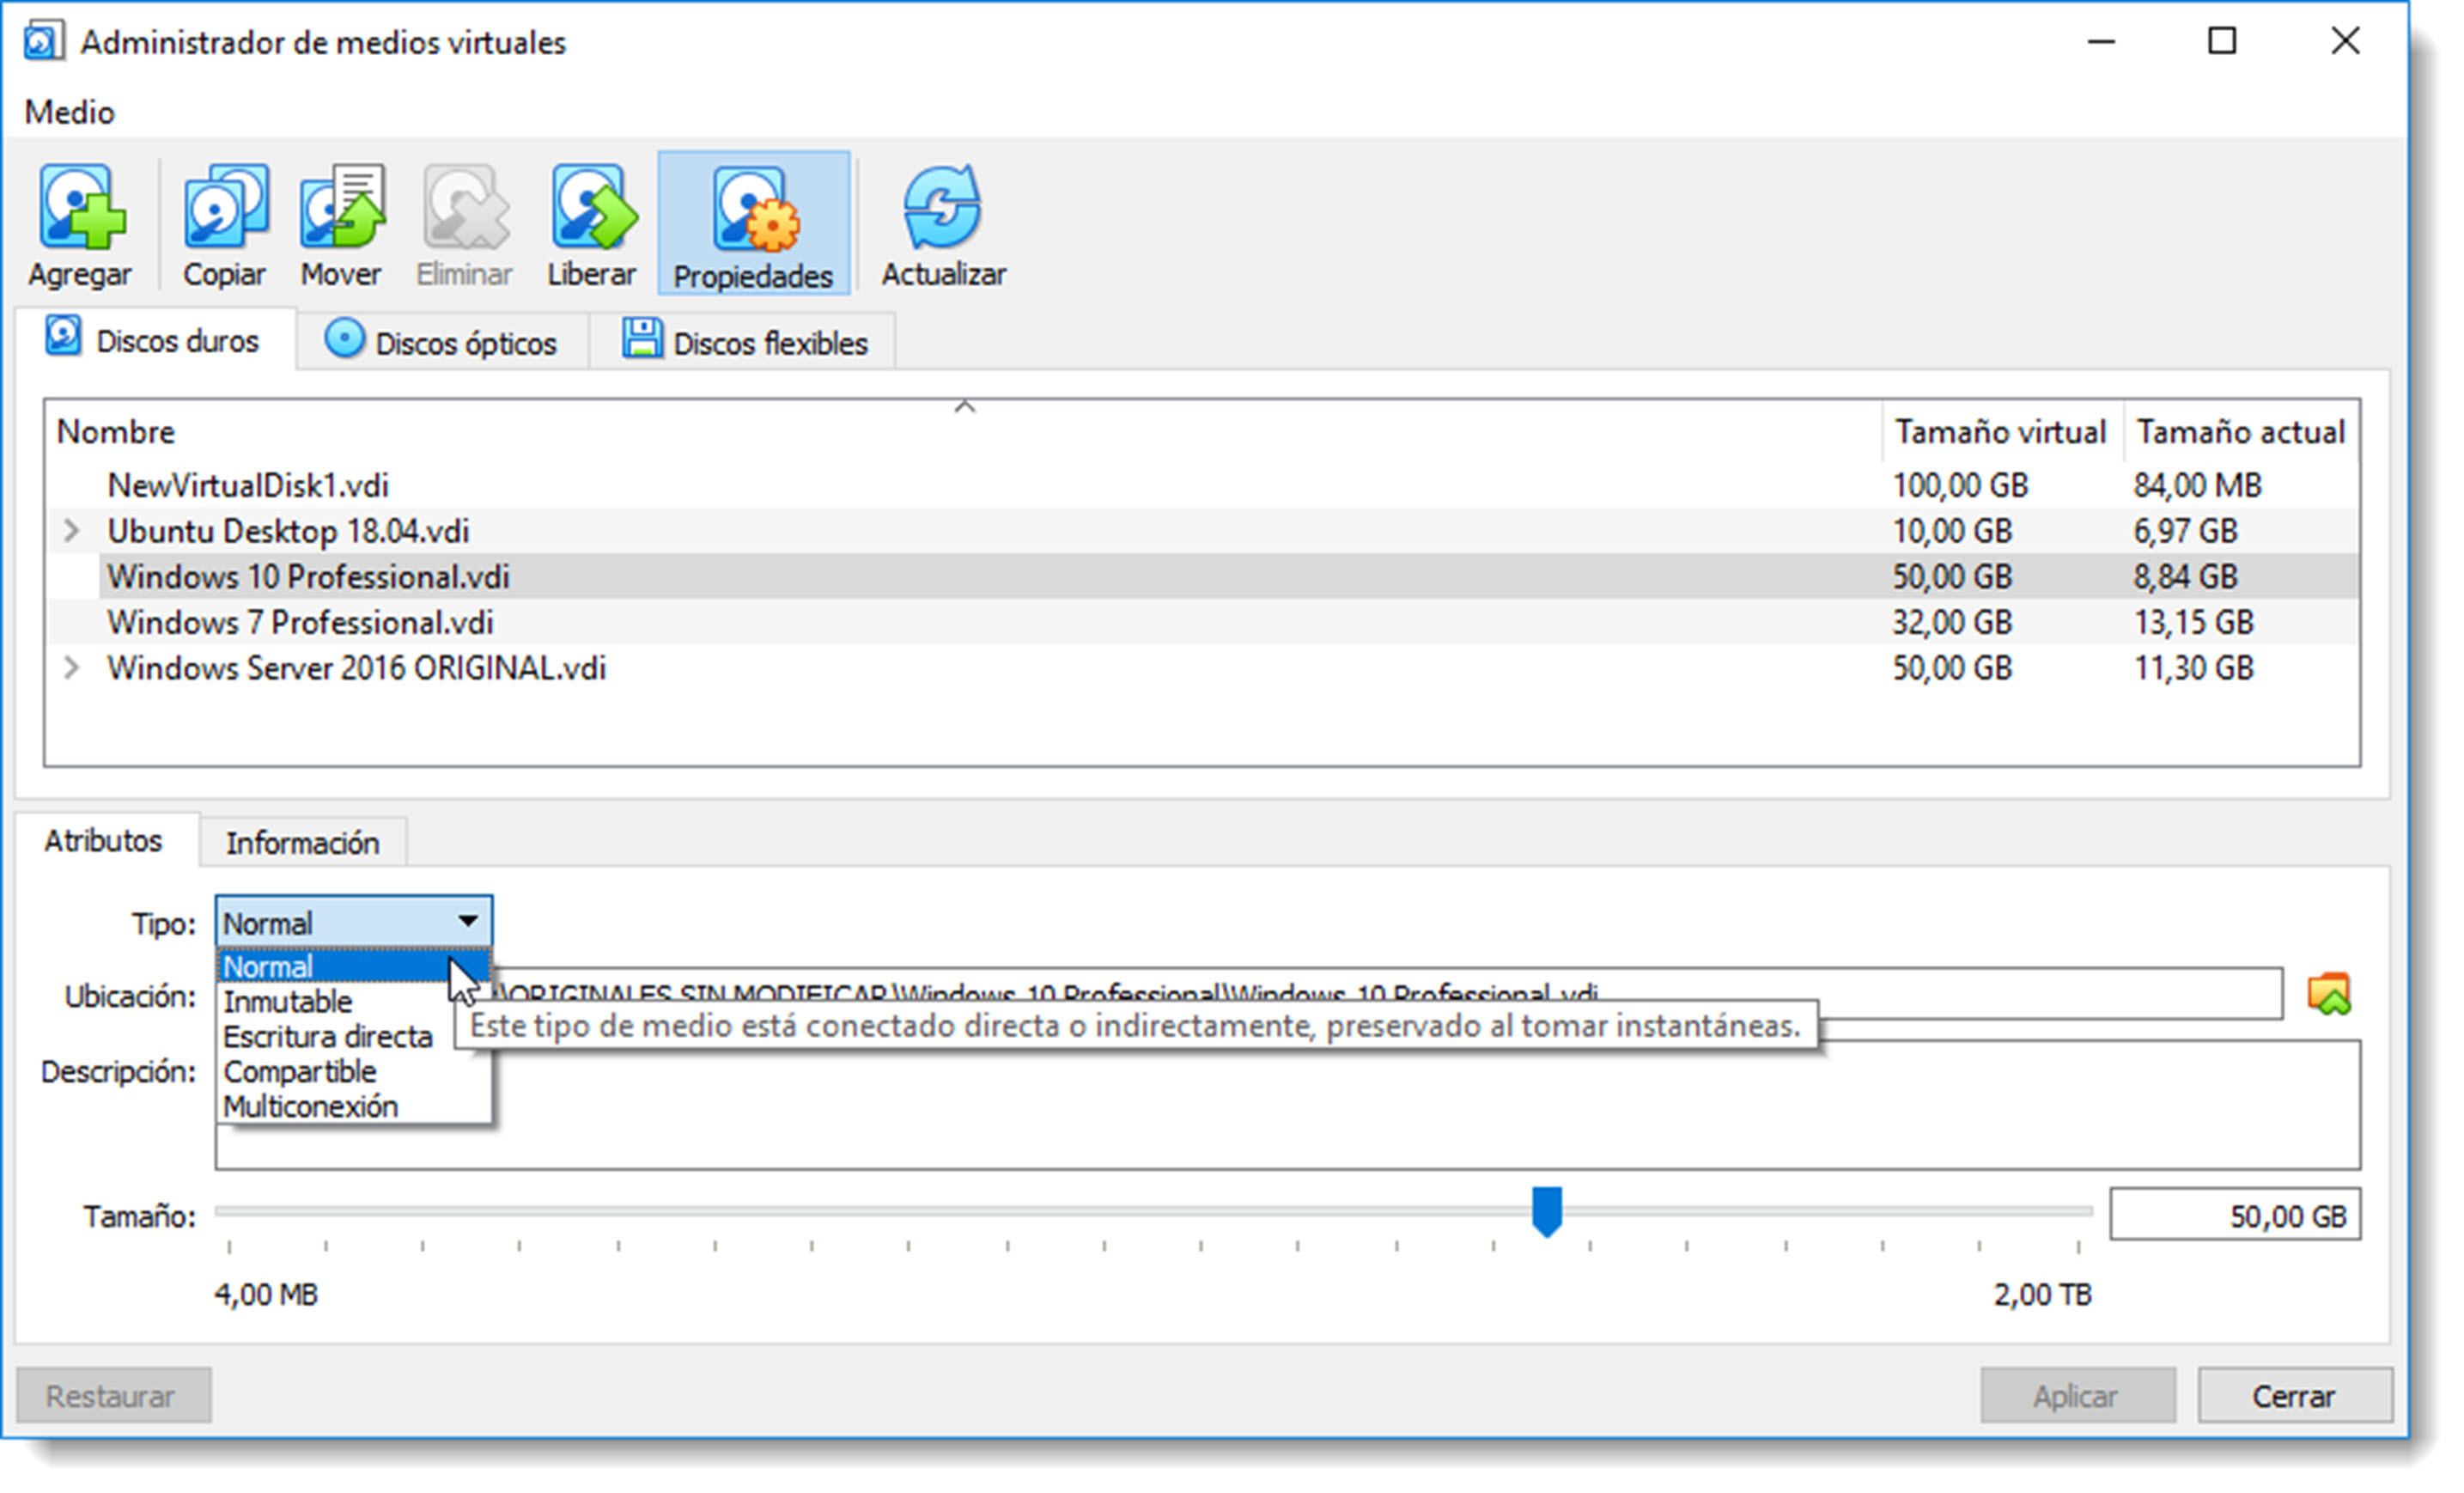 Administrador de medios virtuales
Medio
Agregar Copiar Mover Eliminar Liberar Propiedades Actualizar
Discos duros Discos ópticos Discos flexibles
Nombre Tamaño virtual Tamaño actual
NewVirtualDisk1.vdi 100,00 GB 84,00 MB
Ubuntu Desktop 18.04.vdi 10,00 GB 6,97 GB
Windows 10 Professional.vdi 50,00 GB 8,84 GB
Windows 7 Professional.vdi 32,00 GB 13,15 GB
Windows Server 2016 ORIGINAL.vdi 50,00 GB 11,30 GB
Atributos Información
Tipo: Normal
Normal
Ubicación: \ORIGINALES SIN MODIFICAR\Windows 10 Professional\Windows 10 Professional.vdi
Inmutable
Este tipo de medio está conectado directa o indirectamente, preservado al tomar instantáneas.
Escritura directa
Descripción: Compartible
Multiconexión
Tamaño: 50,00 GB
4,00 MB 2,00 TB
Restaurar Aplicar Cerrar